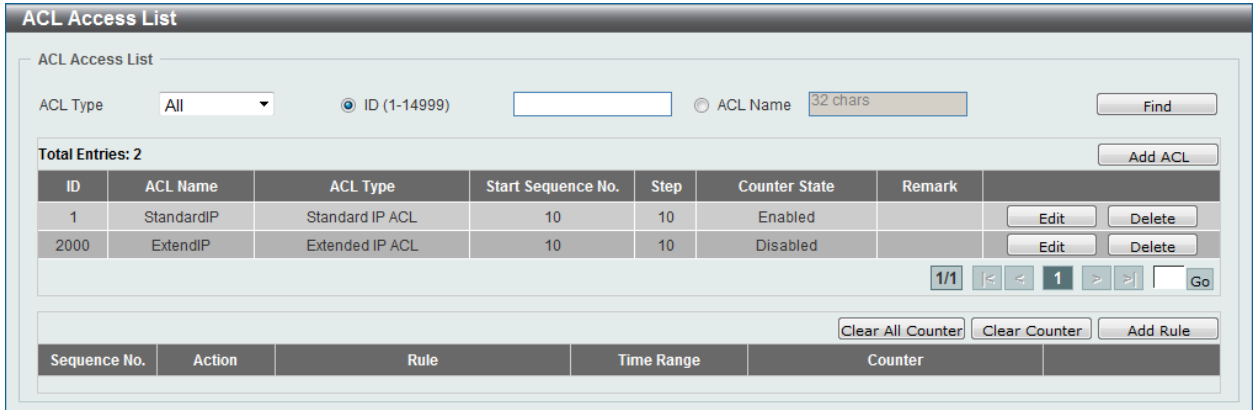 ACL Access List
ACL Access List
ACL Type All ID (1-14999) ACL Name 32 chars Find
Total Entries: 2 Add ACL
ID ACL Name ACL Type Start Sequence No. Step Counter State Remark
1 StandardIP Standard IP ACL 10 10 Enabled Edit Delete
2000 ExtendIP Extended IP ACL 10 10 Disabled Edit Delete
1/1 |< < 1 > >| Go
Clear All Counter Clear Counter Add Rule
Sequence No. Action Rule Time Range Counter